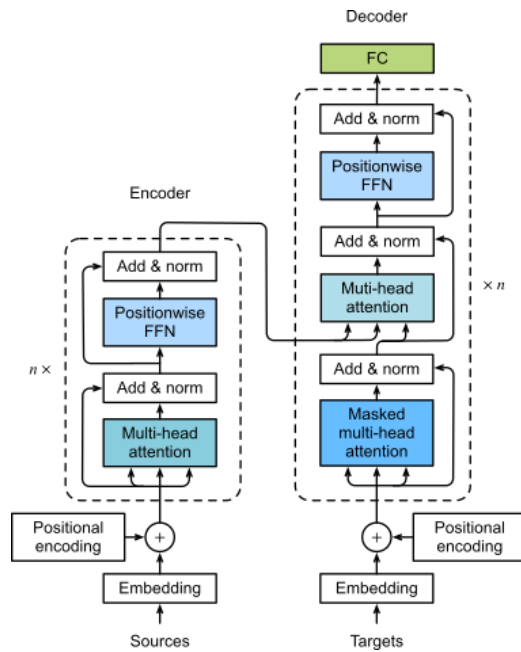 Decoder
FC
Add & norm
Positionwise
FFN
Encoder
Add & norm
Add & norm
Muti-head
attention
× n
Positionwise
FFN
n ×
Add & norm
Add & norm
Multi-head
attention
Masked
multi-head
attention
Positional
encoding
+
+
Positional
encoding
Embedding
Embedding
Sources
Targets